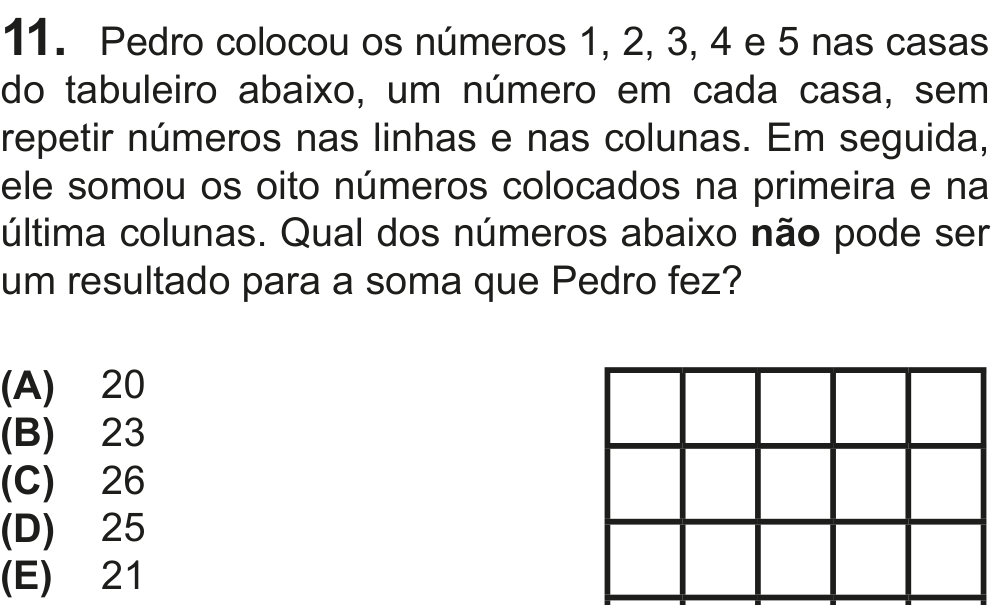 11. Pedro colocou os números 1, 2, 3, 4 e 5 nas casas
do tabuleiro abaixo, um número em cada casa, sem
repetir números nas linhas e nas colunas. Em seguida,
ele somou os oito números colocados na primeira e na
última colunas. Qual dos números abaixo não pode ser
um resultado para a soma que Pedro fez?
(A) 20
(B) 23
(C) 26
(D) 25
(E) 21